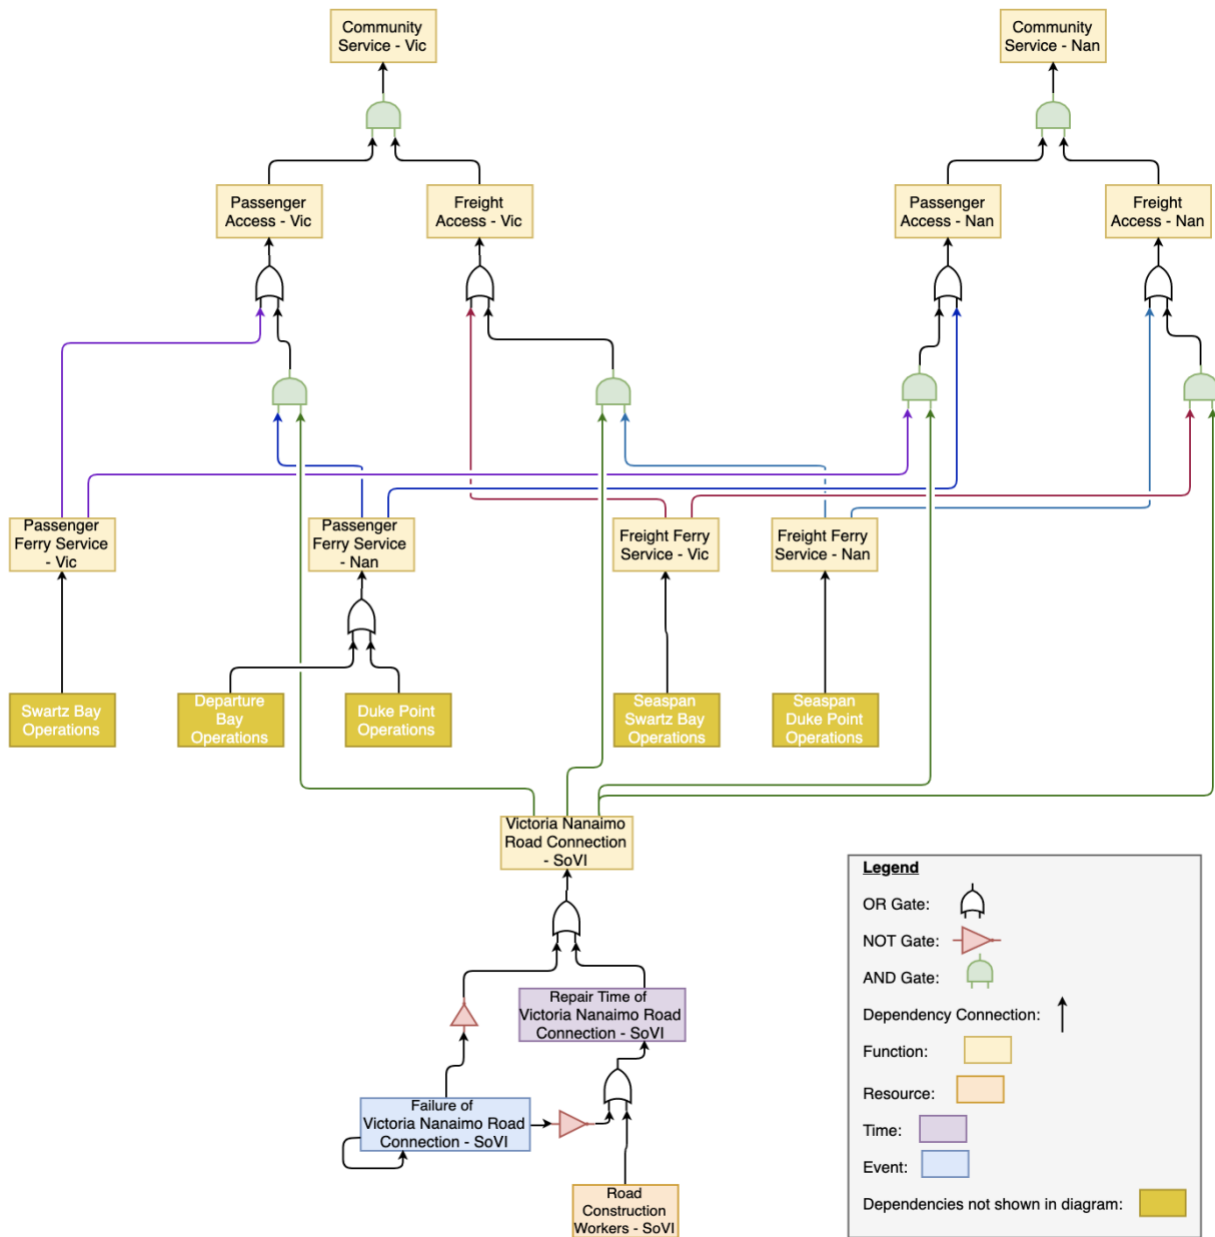 Community
Service - Vic
Community
Service - Nan
Passenger
Access - Vic
Freight
Access - Vic
Passenger
Access - Nan
Freight
Access - Nan
Passenger
Ferry Service
- Vic
Passenger
Ferry Service
- Nan
Freight Ferry
Service - Vic
Freight Ferry
Service - Nan
Swartz Bay
Operations
Departure
Bay
Operations
Duke Point
Operations
Seaspan
Swartz Bay
Operations
Seaspan
Duke Point
Operations
Victoria Nanaimo
Road Connection
- SoVI
Repair Time of
Victoria Nanaimo Road
Connection - SoVI
Failure of
Victoria Nanaimo Road
Connection - SoVI
Road
Construction
Workers - SoVI
Legend
OR Gate:
NOT Gate:
AND Gate:
Dependency Connection:
Function:
Resource:
Time:
Event:
Dependencies not shown in diagram: